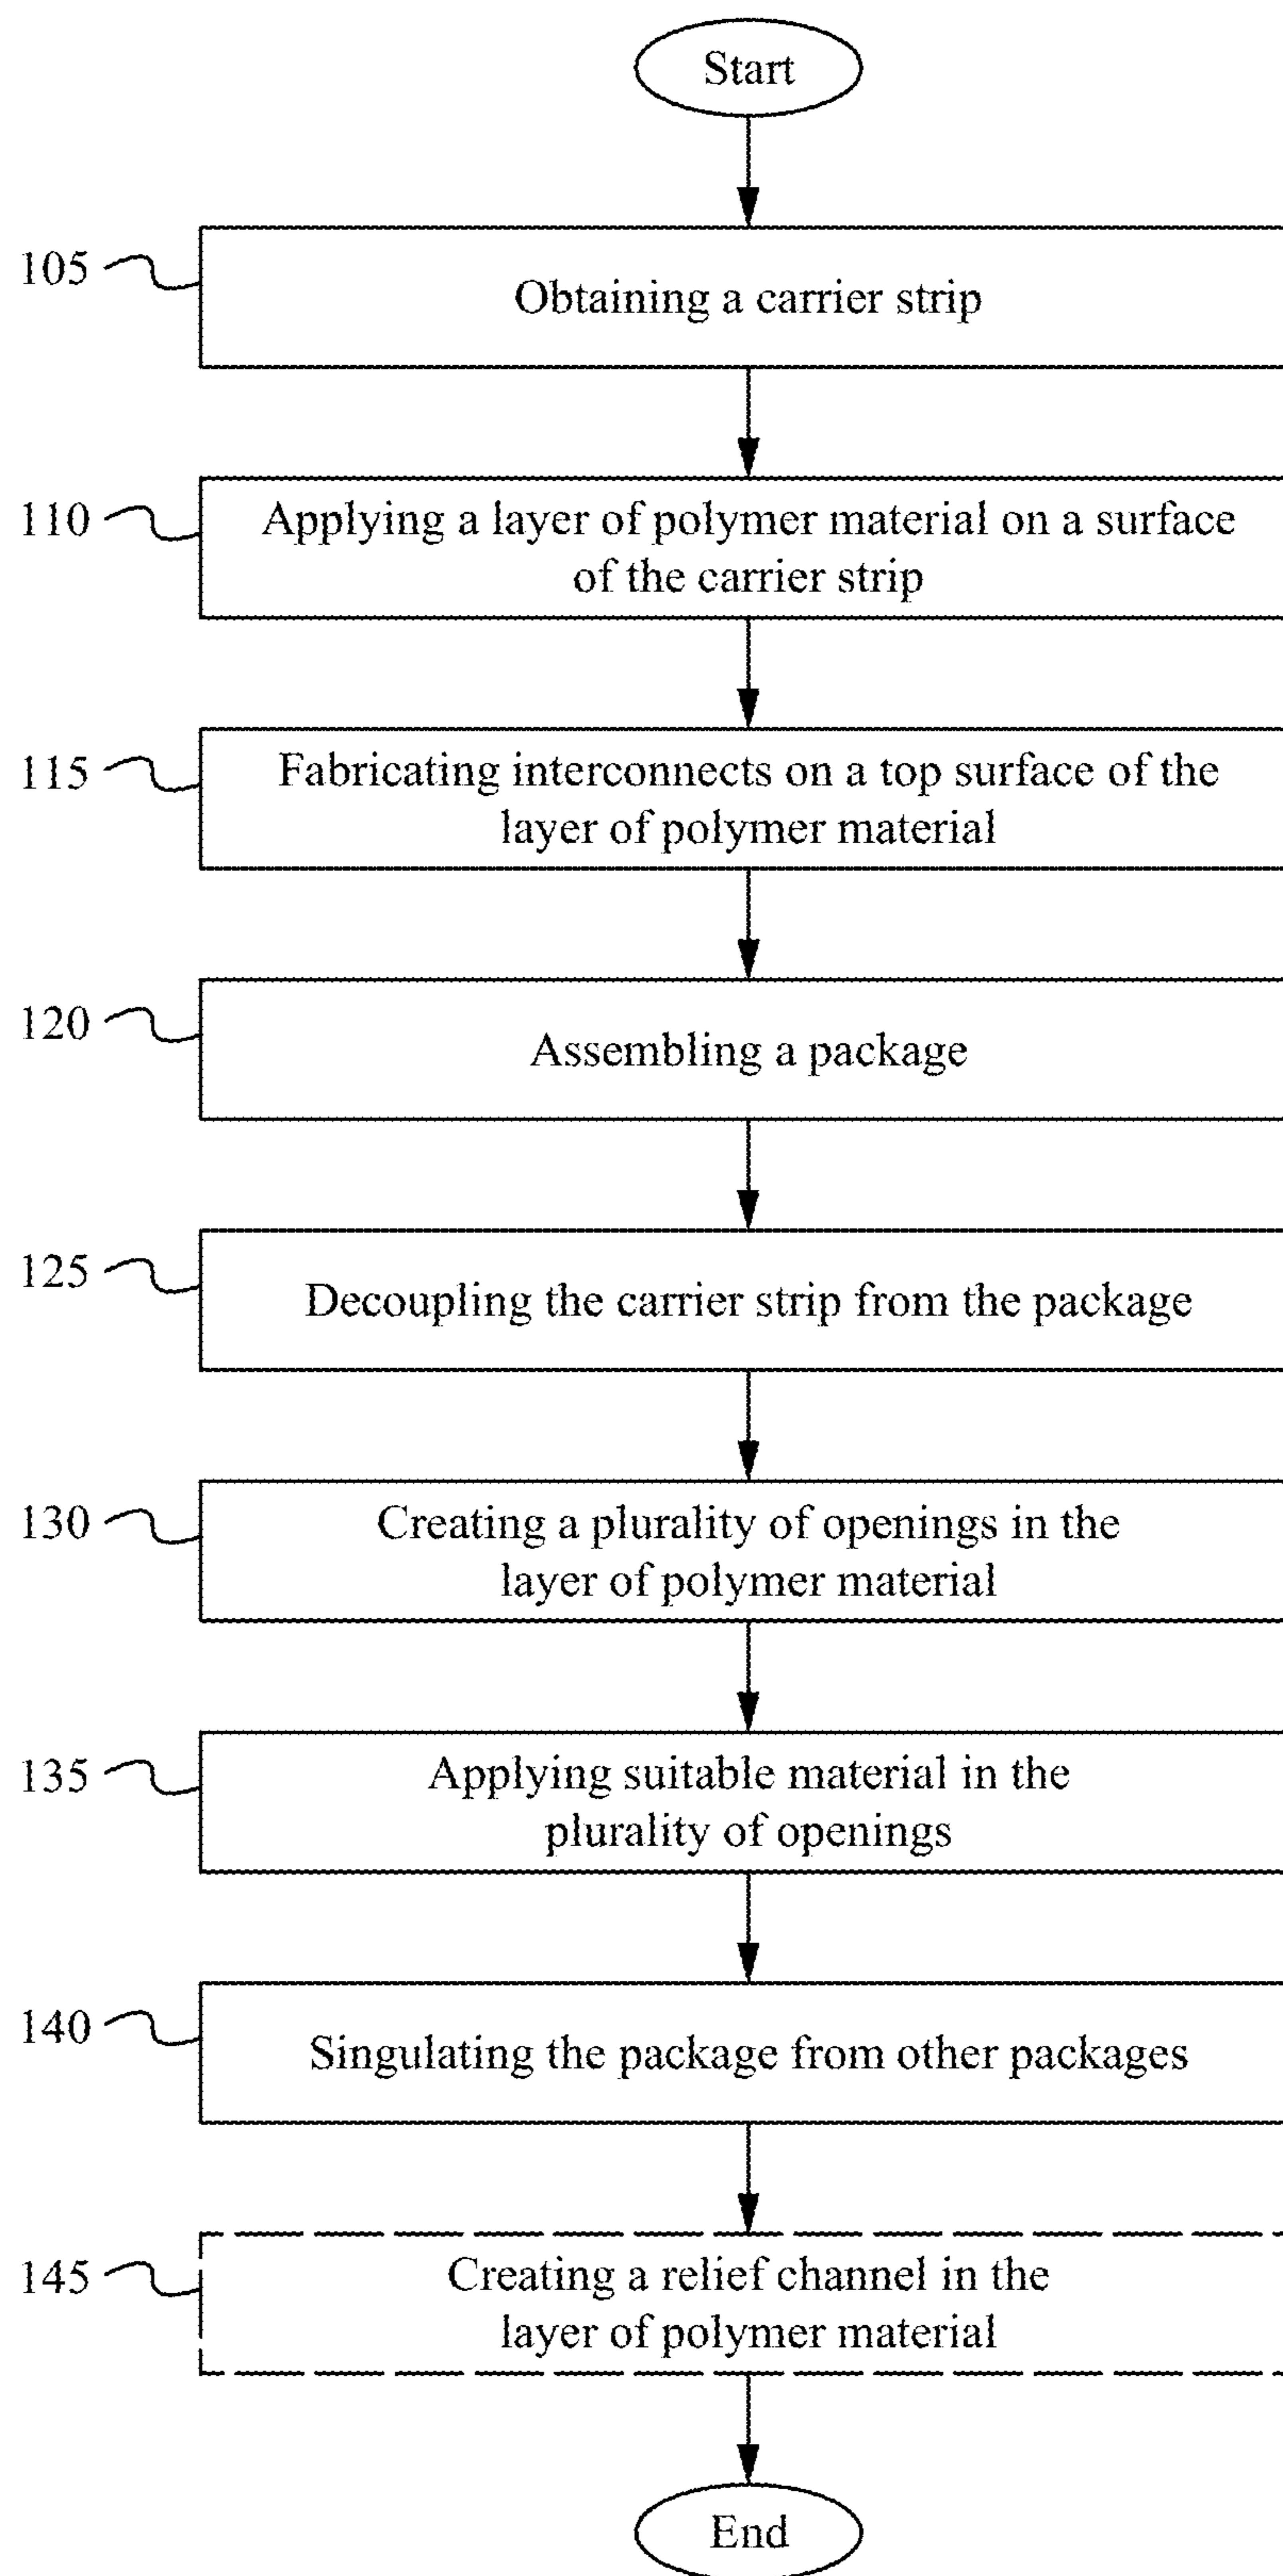 Start
105
Obtaining a carrier strip
110
Applying a layer of polymer material on a surface
of the carrier strip
115
Fabricating interconnects on a top surface of the
layer of polymer material
120
Assembling a package
125
Decoupling the carrier strip from the package
130
Creating a plurality of openings in the
layer of polymer material
135
Applying suitable material in the
plurality of openings
140
Singulating the package from other packages
145
Creating a relief channel in the
layer of polymer material
End